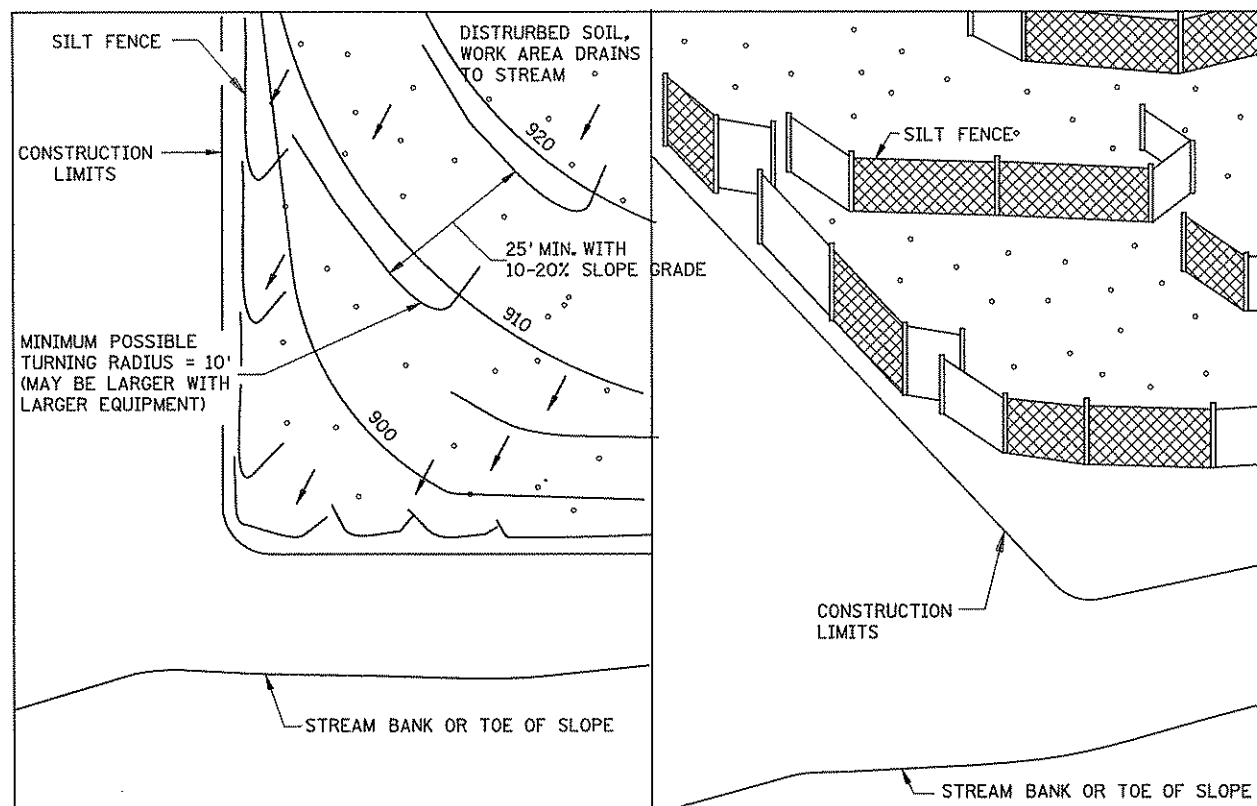 SILT FENCE
DISTRURBED SOIL,
WORK AREA DRAINS
TO STREAM
CONSTRUCTION
LIMITS
920
25' MIN. WITH
10-20% SLOPE GRADE
910
MINIMUM POSSIBLE
TURNING RADIUS = 10'
(MAY BE LARGER WITH
LARGER EQUIPMENT)
900
STREAM BANK OR TOE OF SLOPE
SILT FENCE
CONSTRUCTION
LIMITS
STREAM BANK OR TOE OF SLOPE